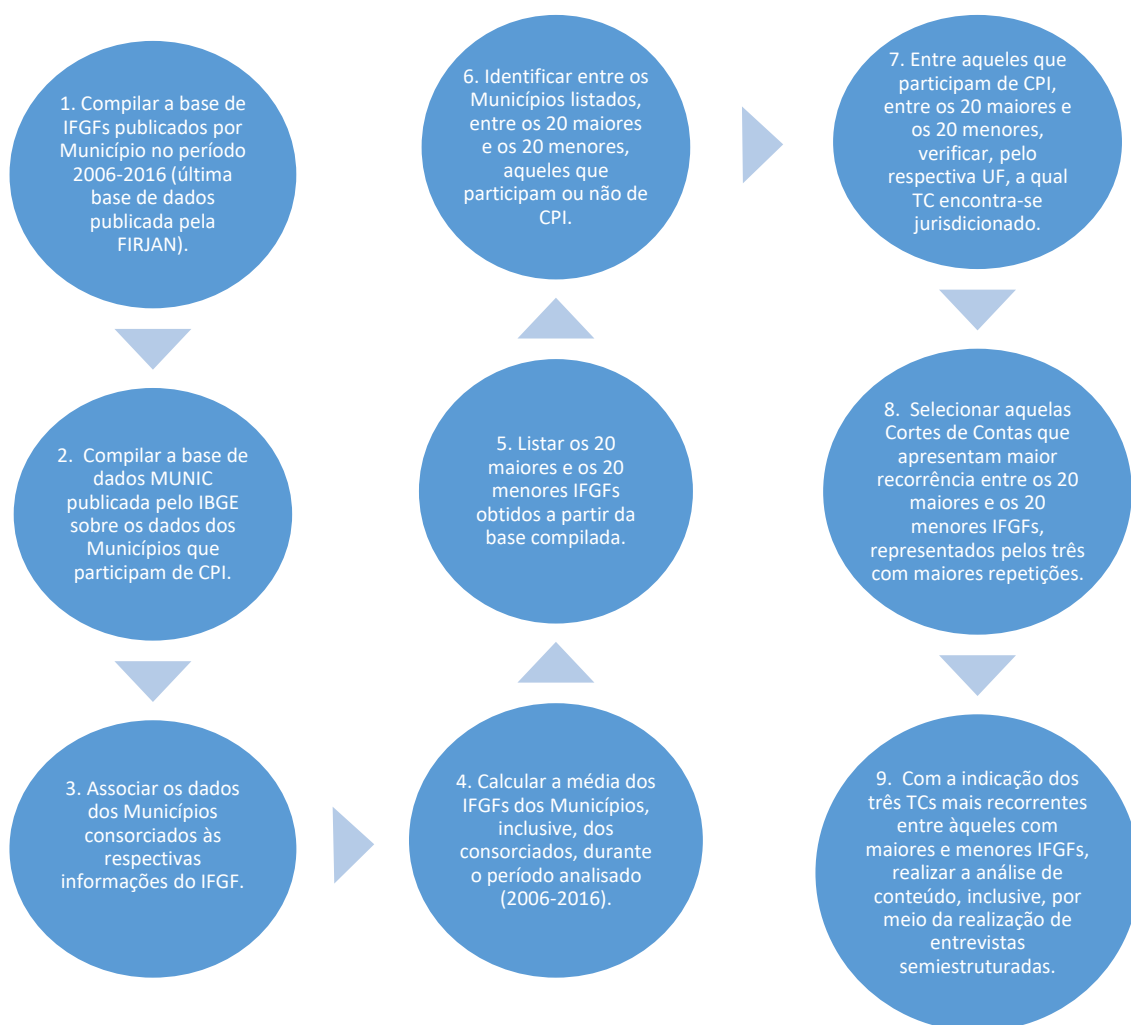 1. Compilar a base de
IFGFs publicados por
Município no período
2006-2016 (última
base de dados
publicada pela
FIRJAN).
2. Compilar a base de
dados MUNIC
publicada pelo IBGE
sobre os dados dos
Municípios que
participam de CPI.
3. Associar os dados
dos Municípios
consorciados às
respectivas
informações do IFGF.
4. Calcular a média dos
IFGFs dos Municípios,
inclusive, dos
consorciados, durante
o período analisado
(2006-2016).
5. Listar os 20
maiores e os 20
menores IFGFs
obtidos a partir da
base compilada.
6. Identificar entre os
Municípios listados,
entre os 20 maiores
e os 20 menores,
aqueles que
participam ou não de
CPI.
7. Entre aqueles que
participam de CPI,
entre os 20 maiores e
os 20 menores,
verificar, pelo
respectiva UF, a qual
TC encontra-se
jurisdicionado.
8. Selecionar aquelas
Cortes de Contas que
apresentam maior
recorrência entre os 20
maiores e os 20
menores IFGFs,
representados pelos três
com maiores repetições.
9. Com a indicação dos
três TCs mais recorrentes
entre àqueles com
maiores e menores IFGFs,
realizar a análise de
conteúdo, inclusive, por
meio da realização de
entrevistas
semiestruturadas.